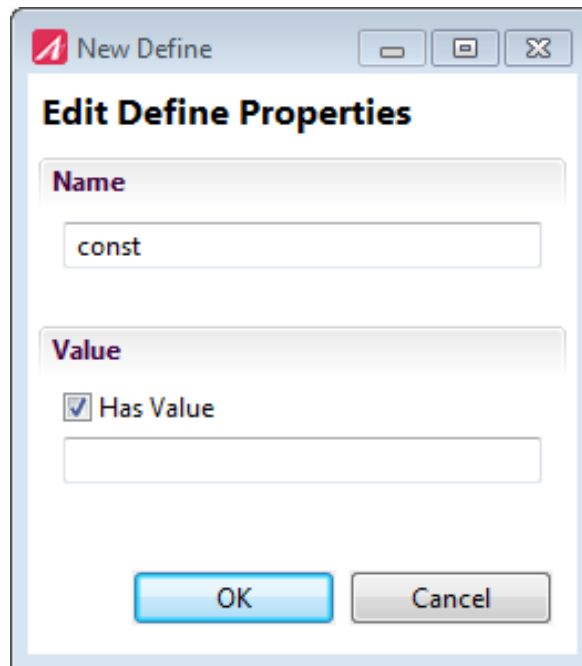 New Define
Edit Define Properties
Name
const
Value
Has Value
OK
Cancel